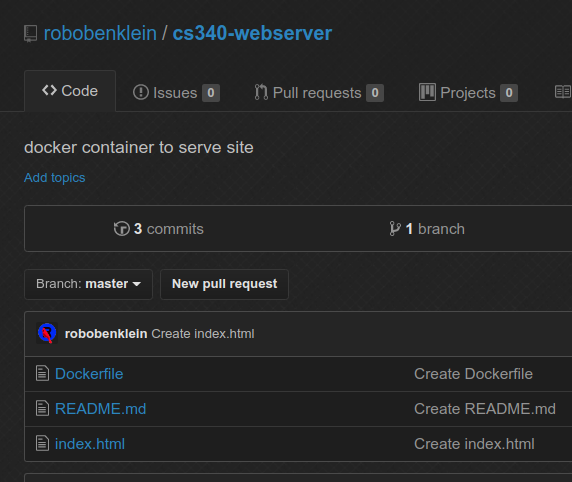 robobenklein / cs340-webserver
Code Issues 0 Pull requests 0 Projects 0
docker container to serve site
Add topics
3 commits 1 branch
Branch: master New pull request
robobenklein Create index.html
Dockerfile Create Dockerfile
README.md Create README.md
index.html Create index.html